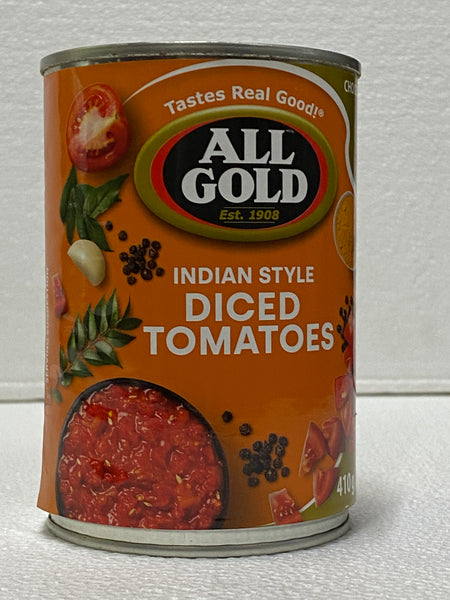 Tastes Real Good!®
ALL
GOLD
Est. 1908
INDIAN STYLE
DICED
TOMATOES
410g